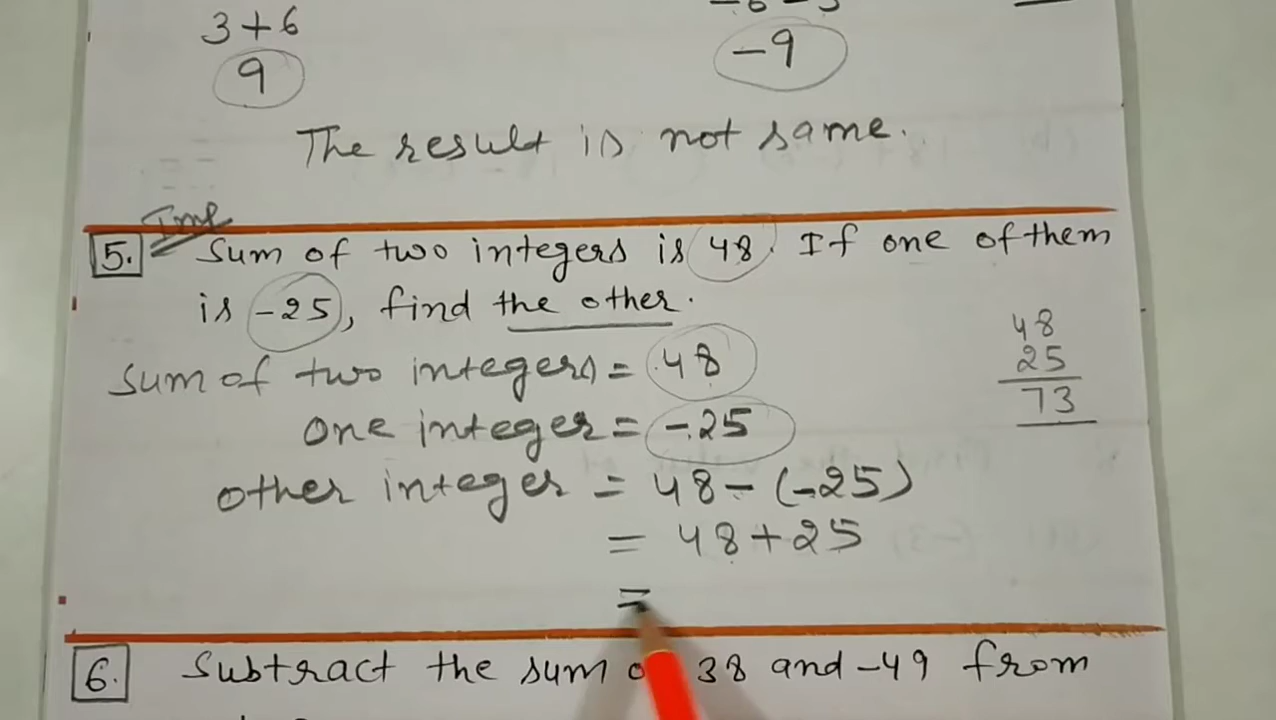 3+6
9
-9
The result is not same.
Imp
5. Sum of two integers is 48. If one of them
is -25, find the other.
48
25
73
Sum of two integers = 48
one integer = -25
other integer = 48-(-25)
= 48+25
=
6. Subtract the sum of 38 and -49 from